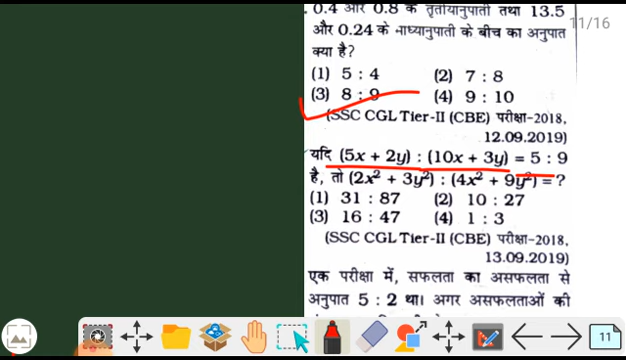 0.4 और 0.8 के तृतीयानुपाती तथा 13.5
और 0.24 के मध्यानुपाती के बीच का अनुपात
क्या है?
(1) 5 : 4 (2) 7 : 8
(3) 8 : 9 (4) 9 : 10
(SSC CGL Tier-II (CBE) परीक्षा-2018,
12.09.2019)
यदि (5x + 2y) : (10x + 3y) = 5 : 9
है, तो (2x² + 3y²) : (4x² + 9y²) = ?
(1) 31 : 87 (2) 10 : 27
(3) 16 : 47 (4) 1 : 3
(SSC CGL Tier-II (CBE) परीक्षा-2018,
13.09.2019)
एक परीक्षा में, सफलता का असफलता से
अनुपात 5 : 2 था। अगर असफलताओं की
11/16
11